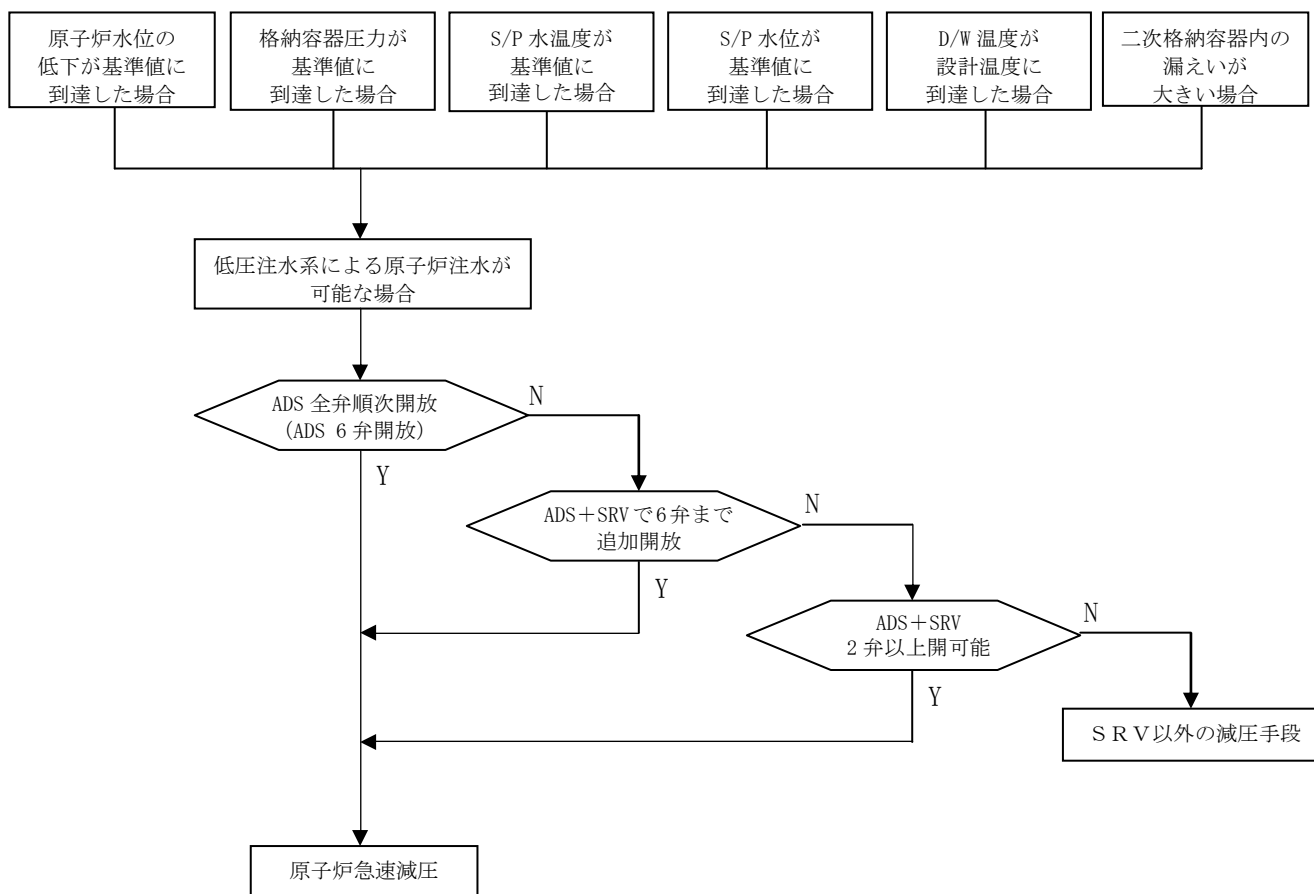 原子炉水位の
低下が基準値に
到達した場合
格納容器圧力が
基準値に
到達した場合
S/P 水温度が
基準値に
到達した場合
S/P 水位が
基準値に
到達した場合
D/W 温度が
設計温度に
到達した場合
二次格納容器内の
漏えいが
大きい場合
低圧注水系による原子炉注水が
可能な場合
ADS 全弁順次開放
(ADS 6 弁開放)
N
Y
ADS＋SRV で 6 弁まで
追加開放
N
Y
ADS＋SRV
2 弁以上開可能
N
Y
ＳＲＶ以外の減圧手段
原子炉急速減圧